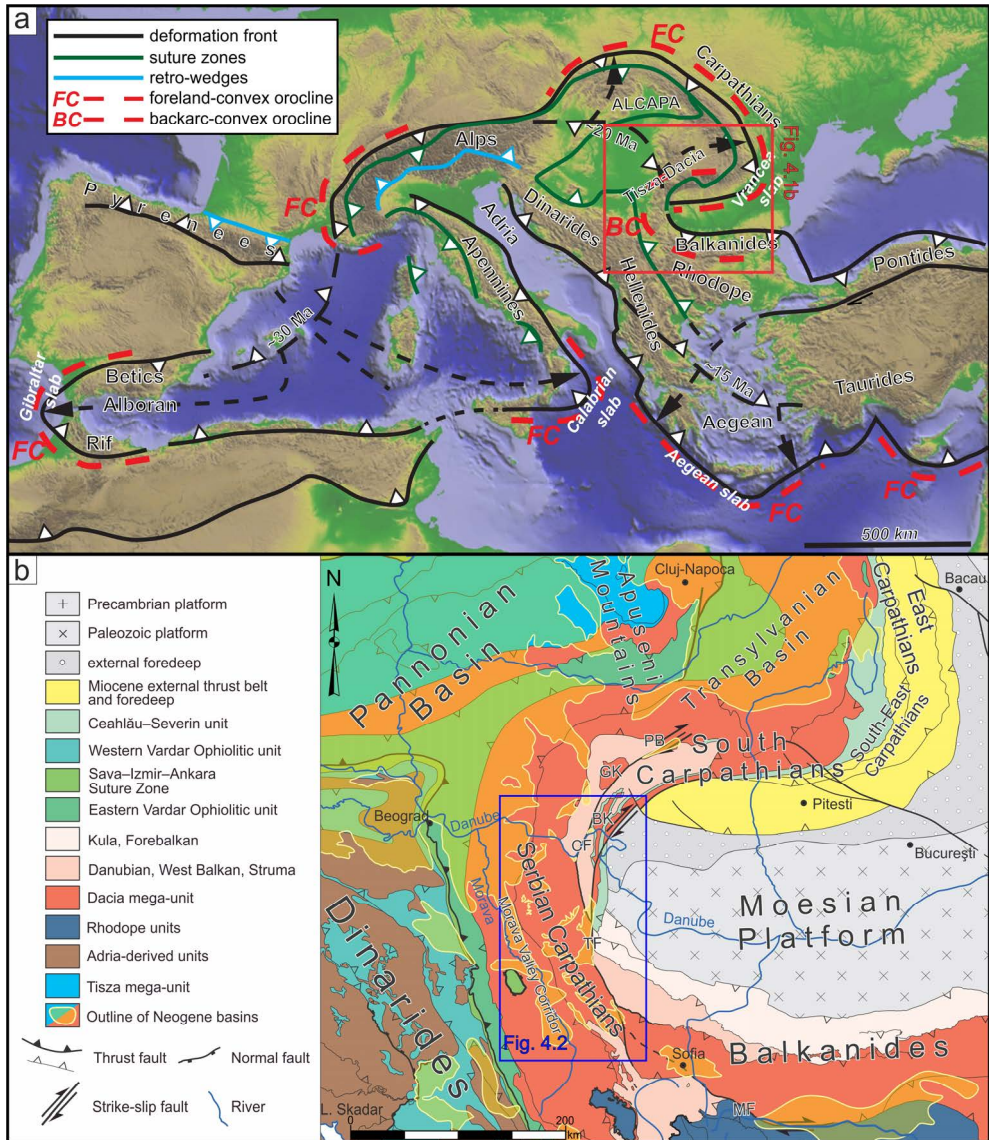 a
deformation front
suture zones
retro-wedges
FC foreland-convex orocline
BC backarc-convex orocline
FC
Carpathians
ALCAPA
~20 Ma
Alps
Tisza-Dacia
Vrancea
slab
Fig. 4.1b
FC
Pyrenees
Adria
Dinarides
BC
Balkanides
Rhodope
Pontides
Apennines
Hellenides
~30 Ma
~15 Ma
Taurides
Gibraltar
slab
Betics
Alboran
Calabrian
slab
Aegean
FC
Rif
FC
Aegean slab
FC
FC
500 km
b
N
Precambrian platform
Paleozoic platform
external foredeep
Miocene external thrust belt
and foredeep
Ceahlău–Severin unit
Western Vardar Ophiolitic unit
Sava–Izmir–Ankara
Suture Zone
Eastern Vardar Ophiolitic unit
Kula, Forebalkan
Danubian, West Balkan, Struma
Dacia mega-unit
Rhodope units
Adria-derived units
Tisza mega-unit
Outline of Neogene basins
Thrust fault
Normal fault
Strike-slip fault
River
Cluj-Napoca
Bacau
Apuseni
Mountains
Pannonian
Basin
Transylvanian
Basin
East
Carpathians
South-East
Carpathians
PB
South
Carpathians
GK
Pitesti
BK
Beograd
Danube
CF
Bucureşti
Morava
Serbian Carpathians
Morava Valley Corridor
Moesian
Platform
Danube
TF
Dinarides
Fig. 4.2
Sofia
Balkanides
MF
L. Skadar
0
200
km